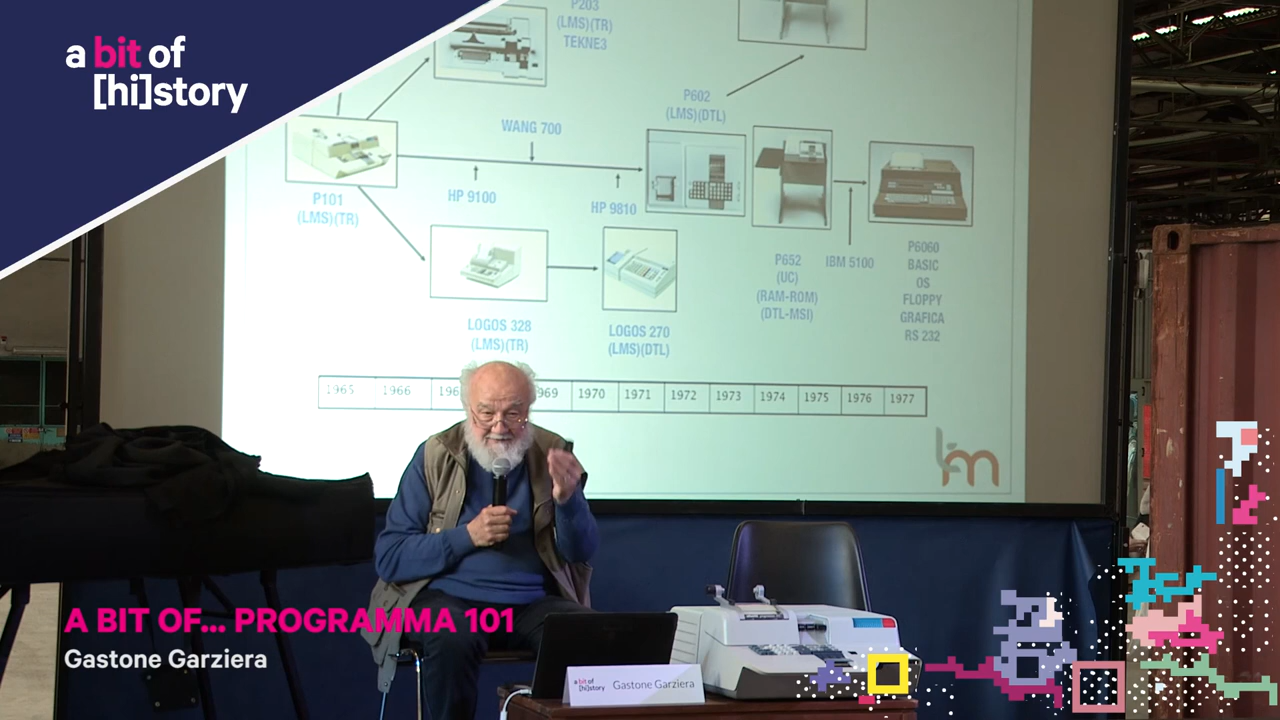 a bit of
[hi]story
P203
(LMS)(TR)
TEKNE3
P602
(LMS)(DTL)
WANG 700
P101
(LMS)(TR)
HP 9100
HP 9810
P652
(UC)
(RAM-ROM)
(DTL-MSI)
IBM 5100
P6060
BASIC
OS
FLOPPY
GRAFICA
RS 232
LOGOS 328
(LMS)(TR)
LOGOS 270
(LMS)(DTL)
1965 1966 196 969 1970 1971 1972 1973 1974 1975 1976 1977
A BIT OF... PROGRAMMA 101
Gastone Garziera
a bit of
[hi]story
Gastone Garziera